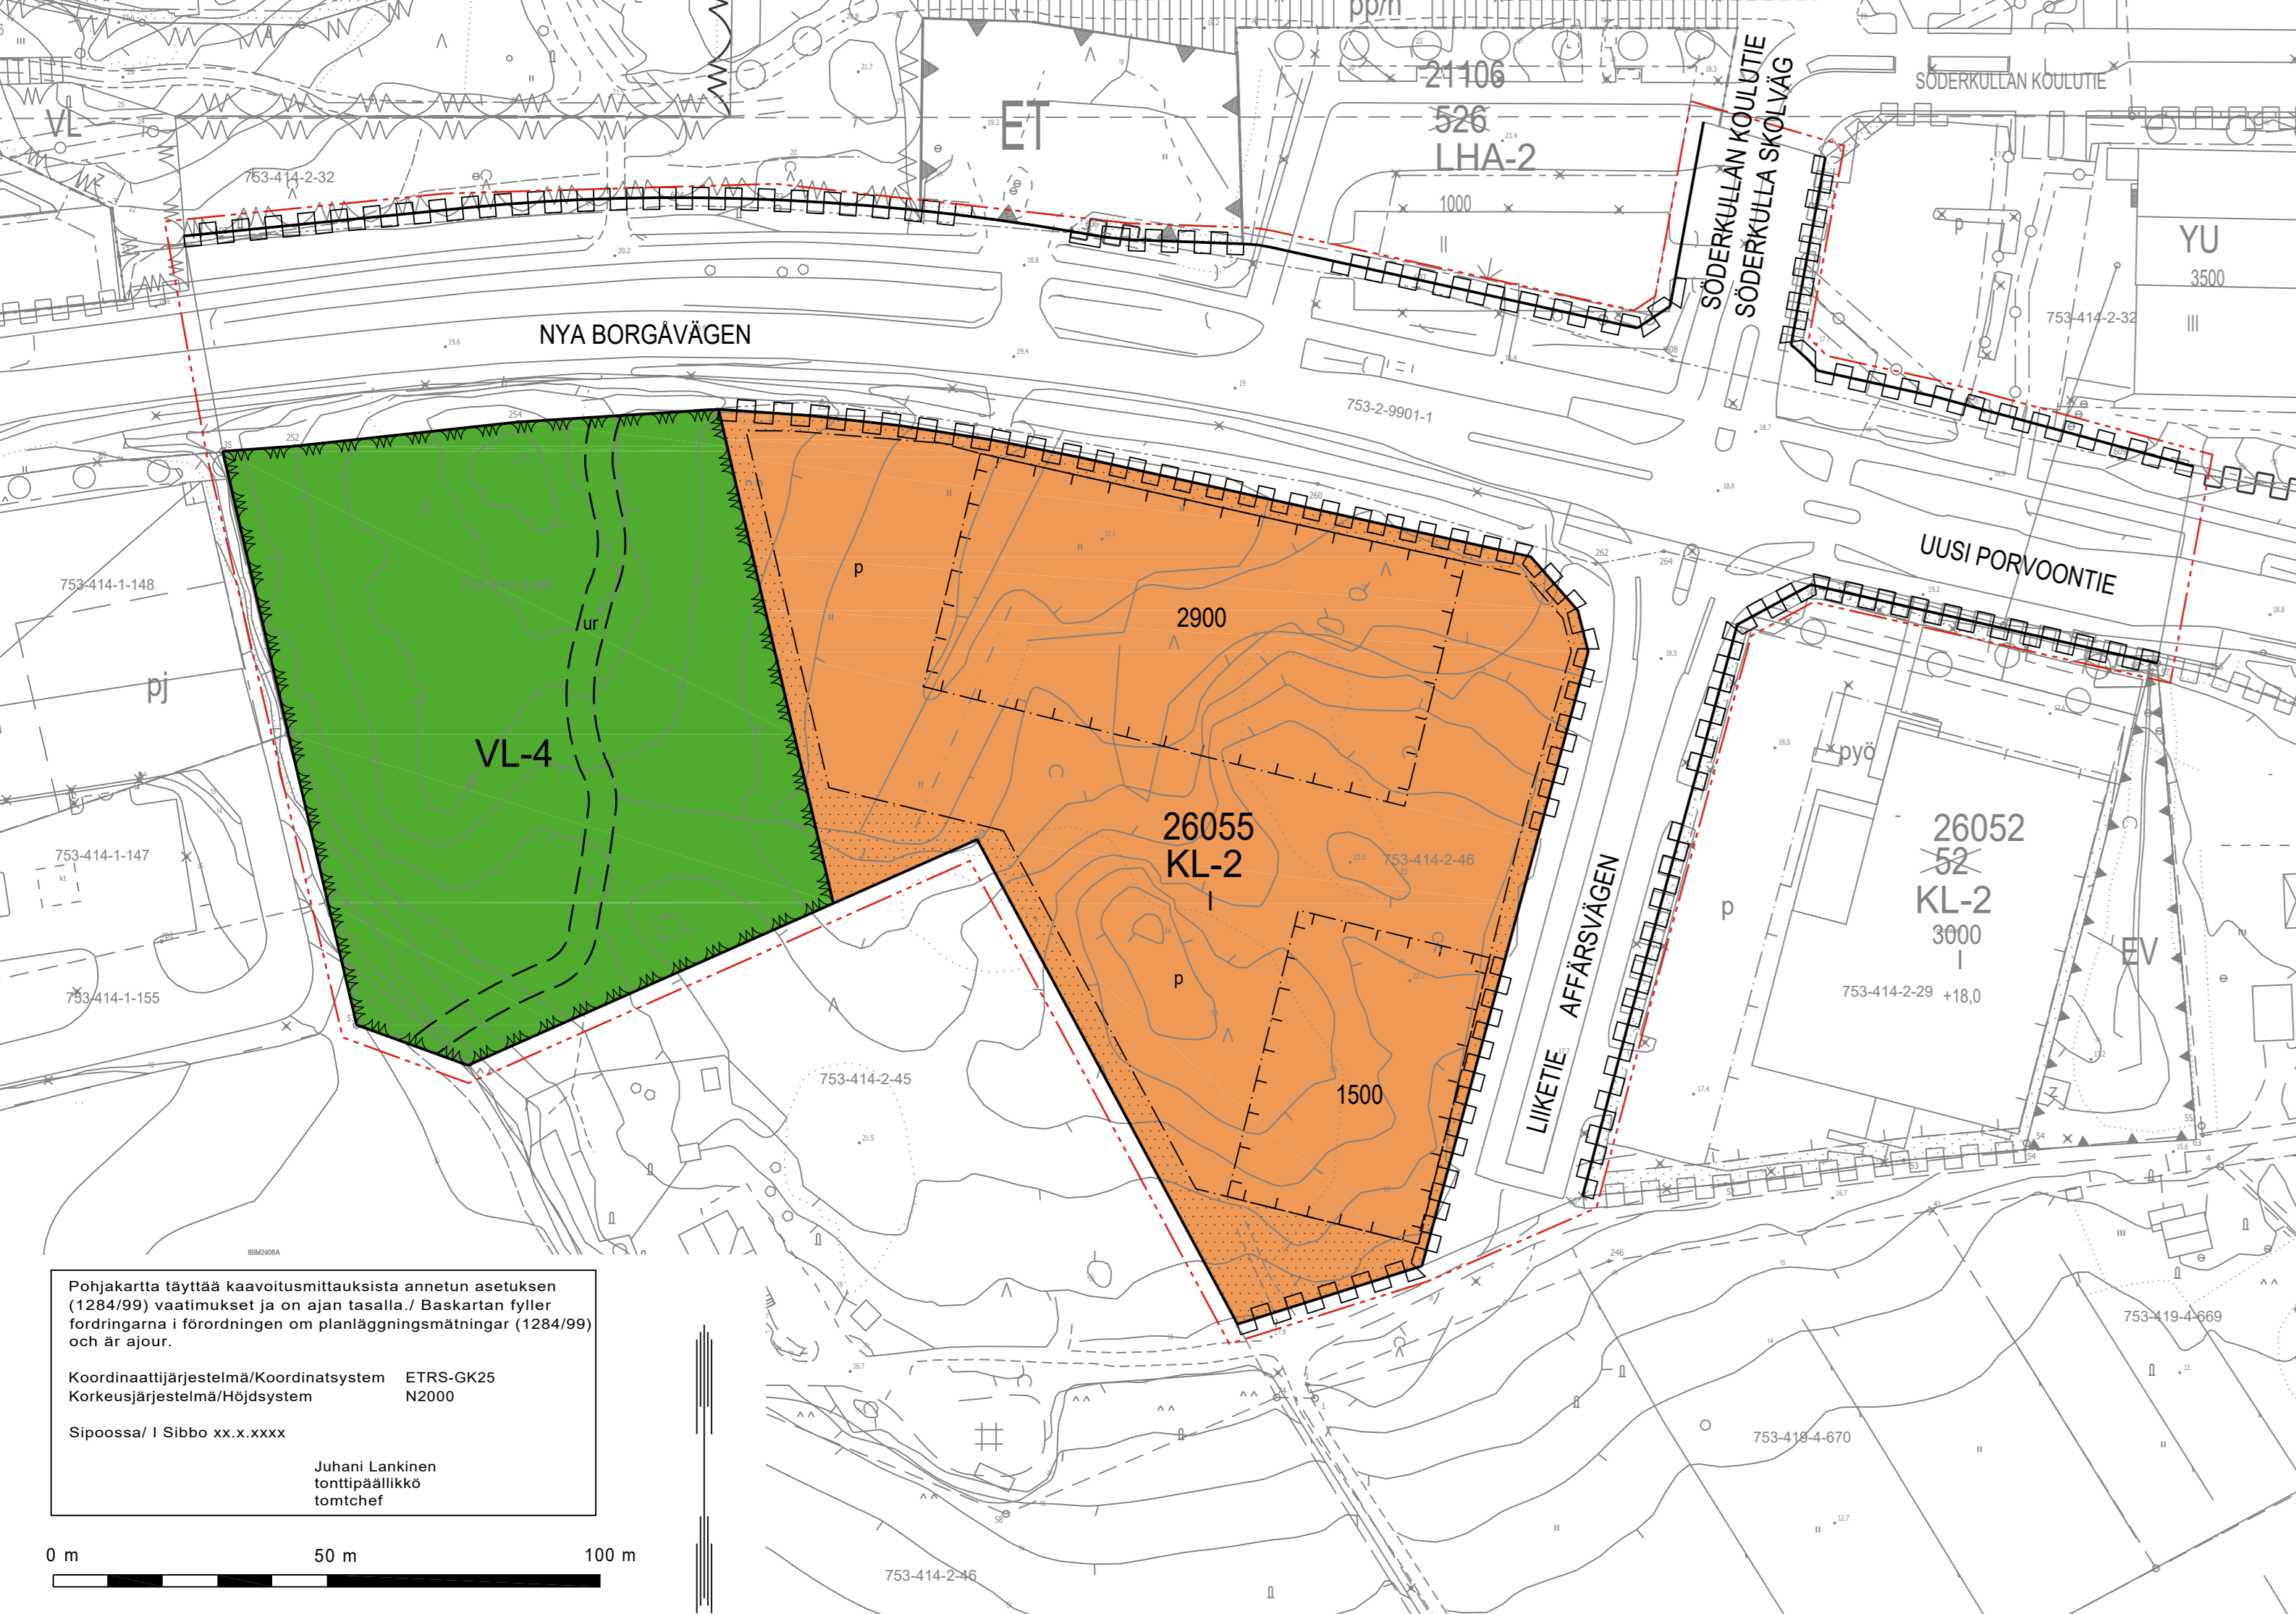 pp/h
VL
753-414-2-32
ET
21106
526
LHA-2
1000
II
SÖDERKULLAN KOULUTIE
SÖDERKULLA SKOLVÄG
SÖDERKULLAN KOULUTIE
p
YU
3500
III
753-414-2-32
NYA BORGÅVÄGEN
753-2-9901-1
UUSI PORVOONTIE
753-414-1-148
pj
753-414-1-147
kt
753-414-1-155
VL-4
ur
p
2900
26055
KL-2
I
753-414-2-46
p
1500
LIIKETIE
AFFÄRSVÄGEN
pyö
p
26052
52
KL-2
3000
I
753-414-2-29
+18,0
EV
753-414-2-45
89M2406A
Pohjakartta täyttää kaavoitusmittauksista annetun asetuksen
(1284/99) vaatimukset ja on ajan tasalla./ Baskartan fyller
fordringarna i förordningen om planläggningsmätningar (1284/99)
och är ajour.
Koordinaattijärjestelmä/Koordinatsystem ETRS-GK25
Korkeusjärjestelmä/Höjdsystem N2000
Sipoossa/ I Sibbo xx.x.xxxx
Juhani Lankinen
tonttipäällikkö
tomtchef
0 m 50 m 100 m
753-414-2-46
753-419-4-669
753-419-4-670